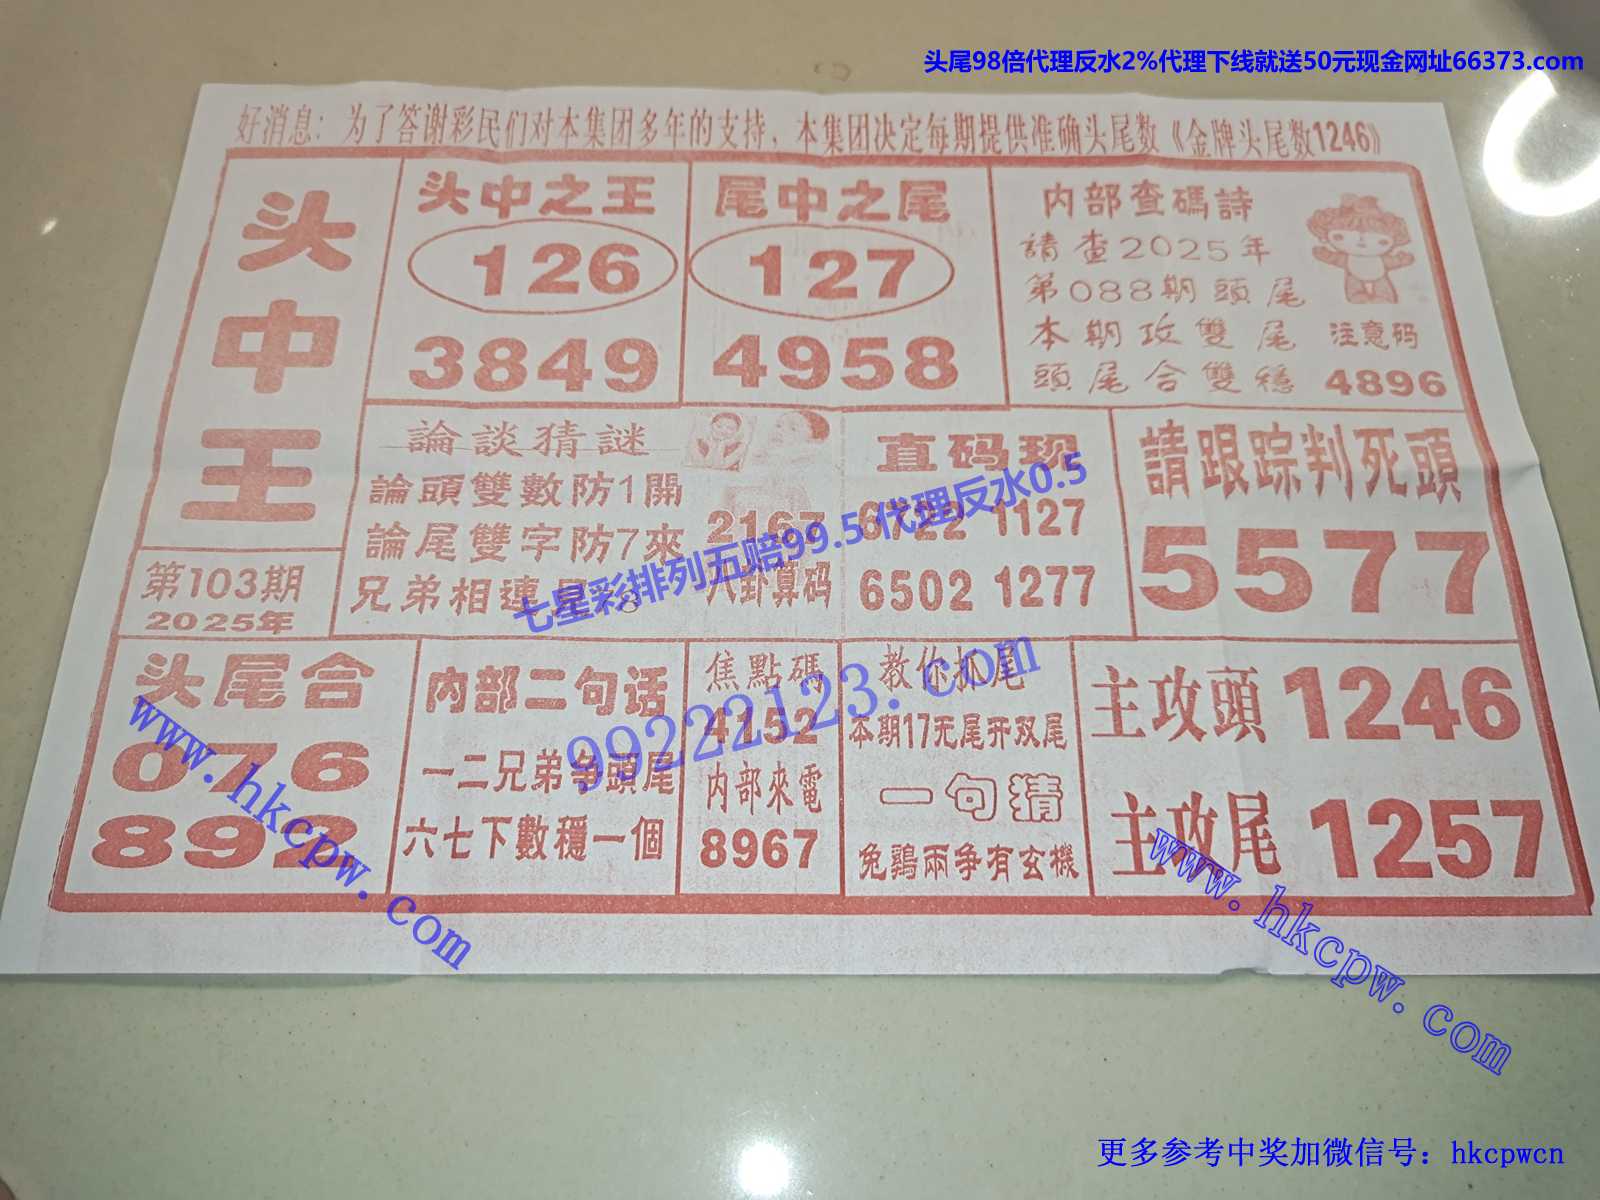 头尾98倍代理反水2%代理下线就送50元现金网址66373.com
好消息：为了答谢彩民们对本集团多年的支持，本集团决定每期提供准确头尾数《金牌头尾数1246》
头中王
第103期
2025年
头中之王
126
3849
尾中之尾
127
4958
内部查碼詩
請查2025年
第088期頭尾
本期攻雙尾
頭尾合雙穩
注意码
4896
論談猜謎
論頭雙數防1開
論尾雙字防7來
兄弟相連是78
2167
八卦算码
直码现
6722 1127
6502 1277
請跟踪判死頭
5577
七星彩排列五赔99.5代理反水0.5
99222123.com
头尾合
076
892
内部二句话
一二兄弟争頭尾
六七下數穩一個
焦點碼
4152
内部來電
8967
教你抓尾
本期17无尾开双尾
一句猜
兔鷄兩争有玄機
主攻頭 1246
主攻尾 1257
www.hkcpw.com
www.hkcpw.com
更多参考中奖加微信号：hkcpwcn